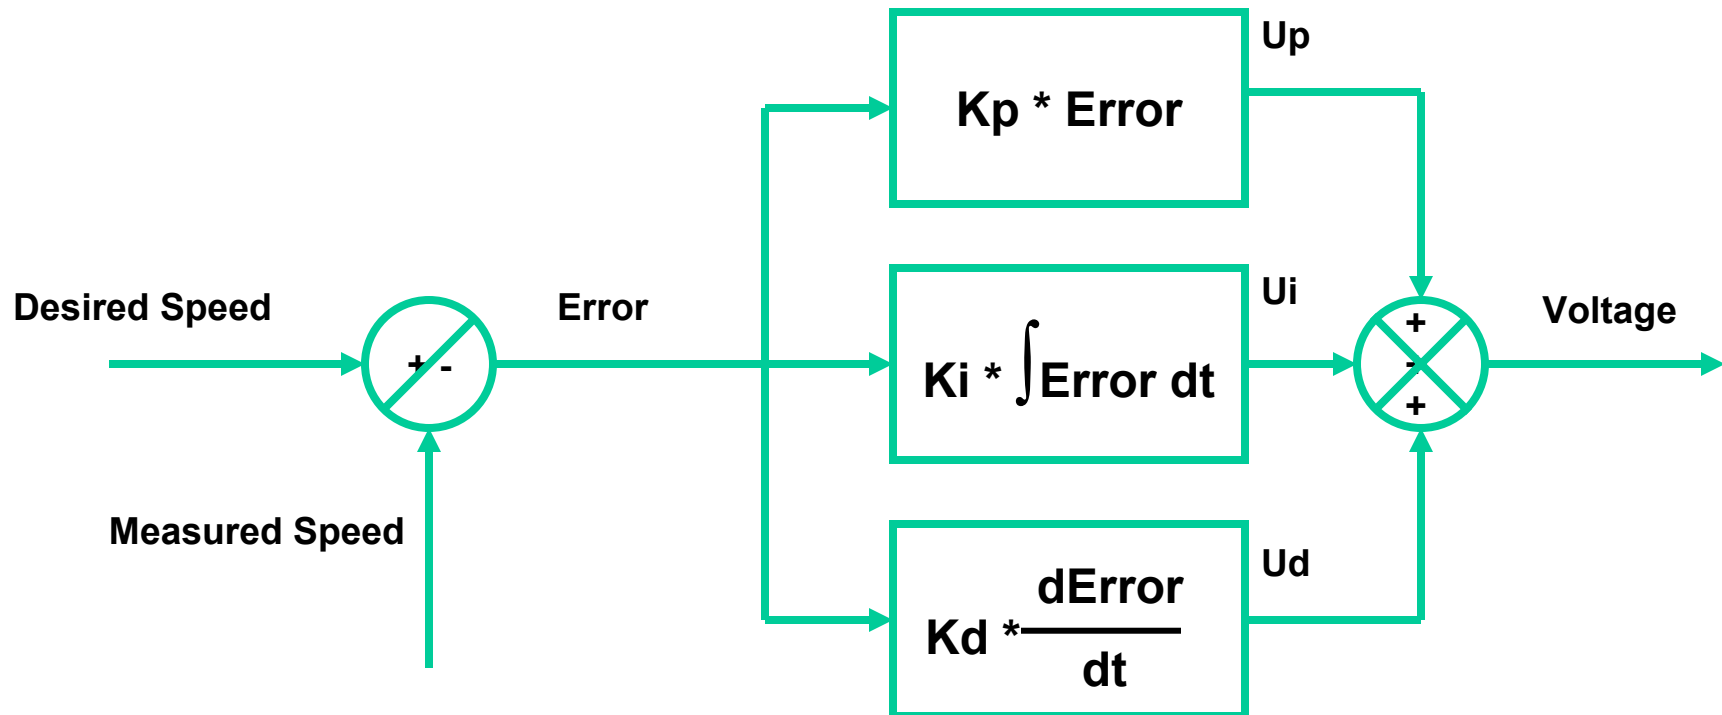 Up
Kp * Error
Desired Speed
Error
+ -
Ui
Ki * ∫Error dt
Voltage
+
+
Measured Speed
Ud
dError
Kd *
dt